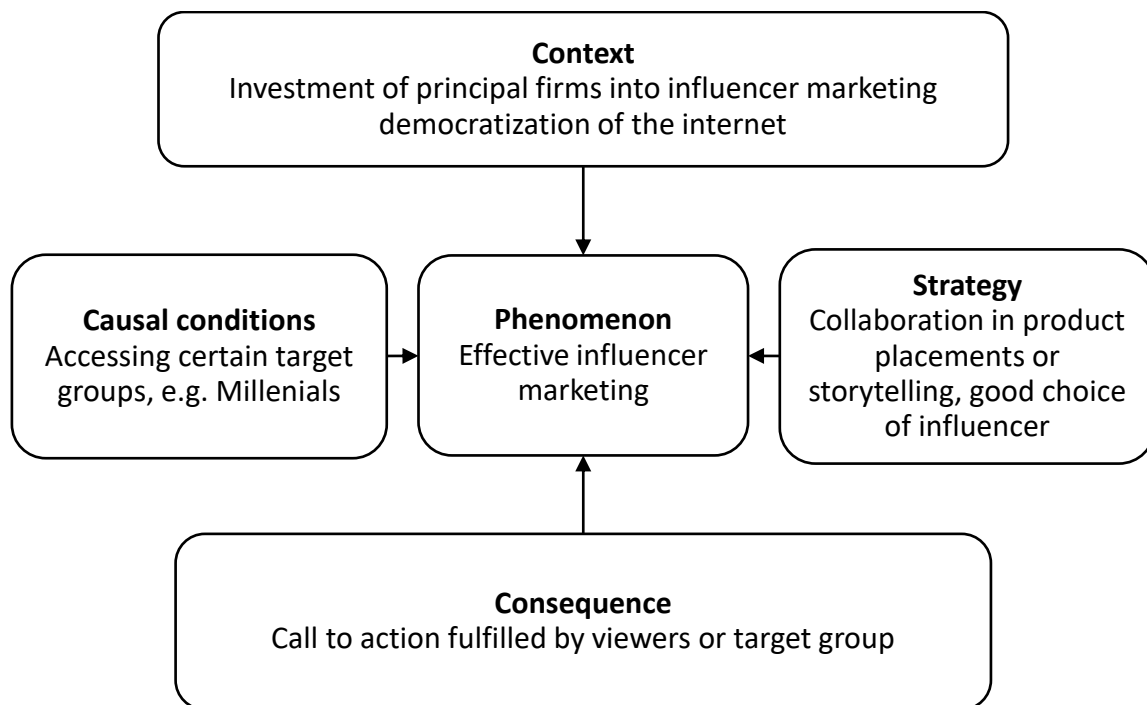 Context
Investment of principal firms into influencer marketing
democratization of the internet
Causal conditions
Accessing certain target
groups, e.g. Millenials
Phenomenon
Effective influencer
marketing
Strategy
Collaboration in product
placements or
storytelling, good choice
of influencer
Consequence
Call to action fulfilled by viewers or target group